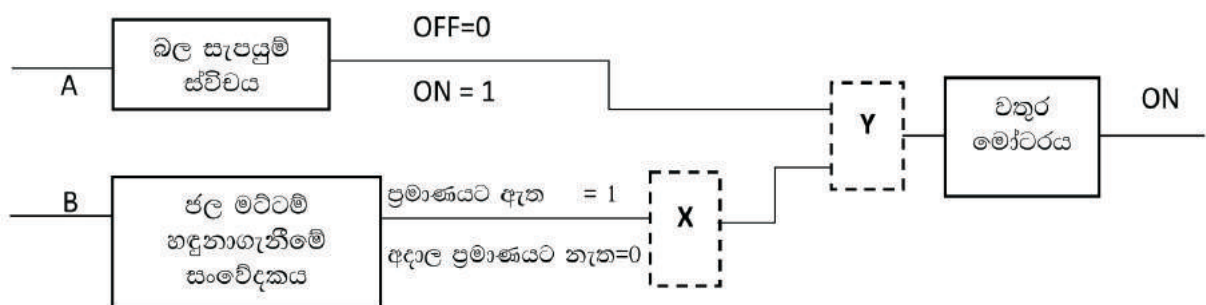 A
බල සැපයුම්
ස්විචය
OFF=0
ON = 1
B
ජල මට්ටම්
හඳුනාගැනීමේ
සංවේදකය
ප්‍රමාණයට ඇත = 1
අදාල ප්‍රමාණයට නැත=0
X
Y
වතුර
මෝටරය
ON